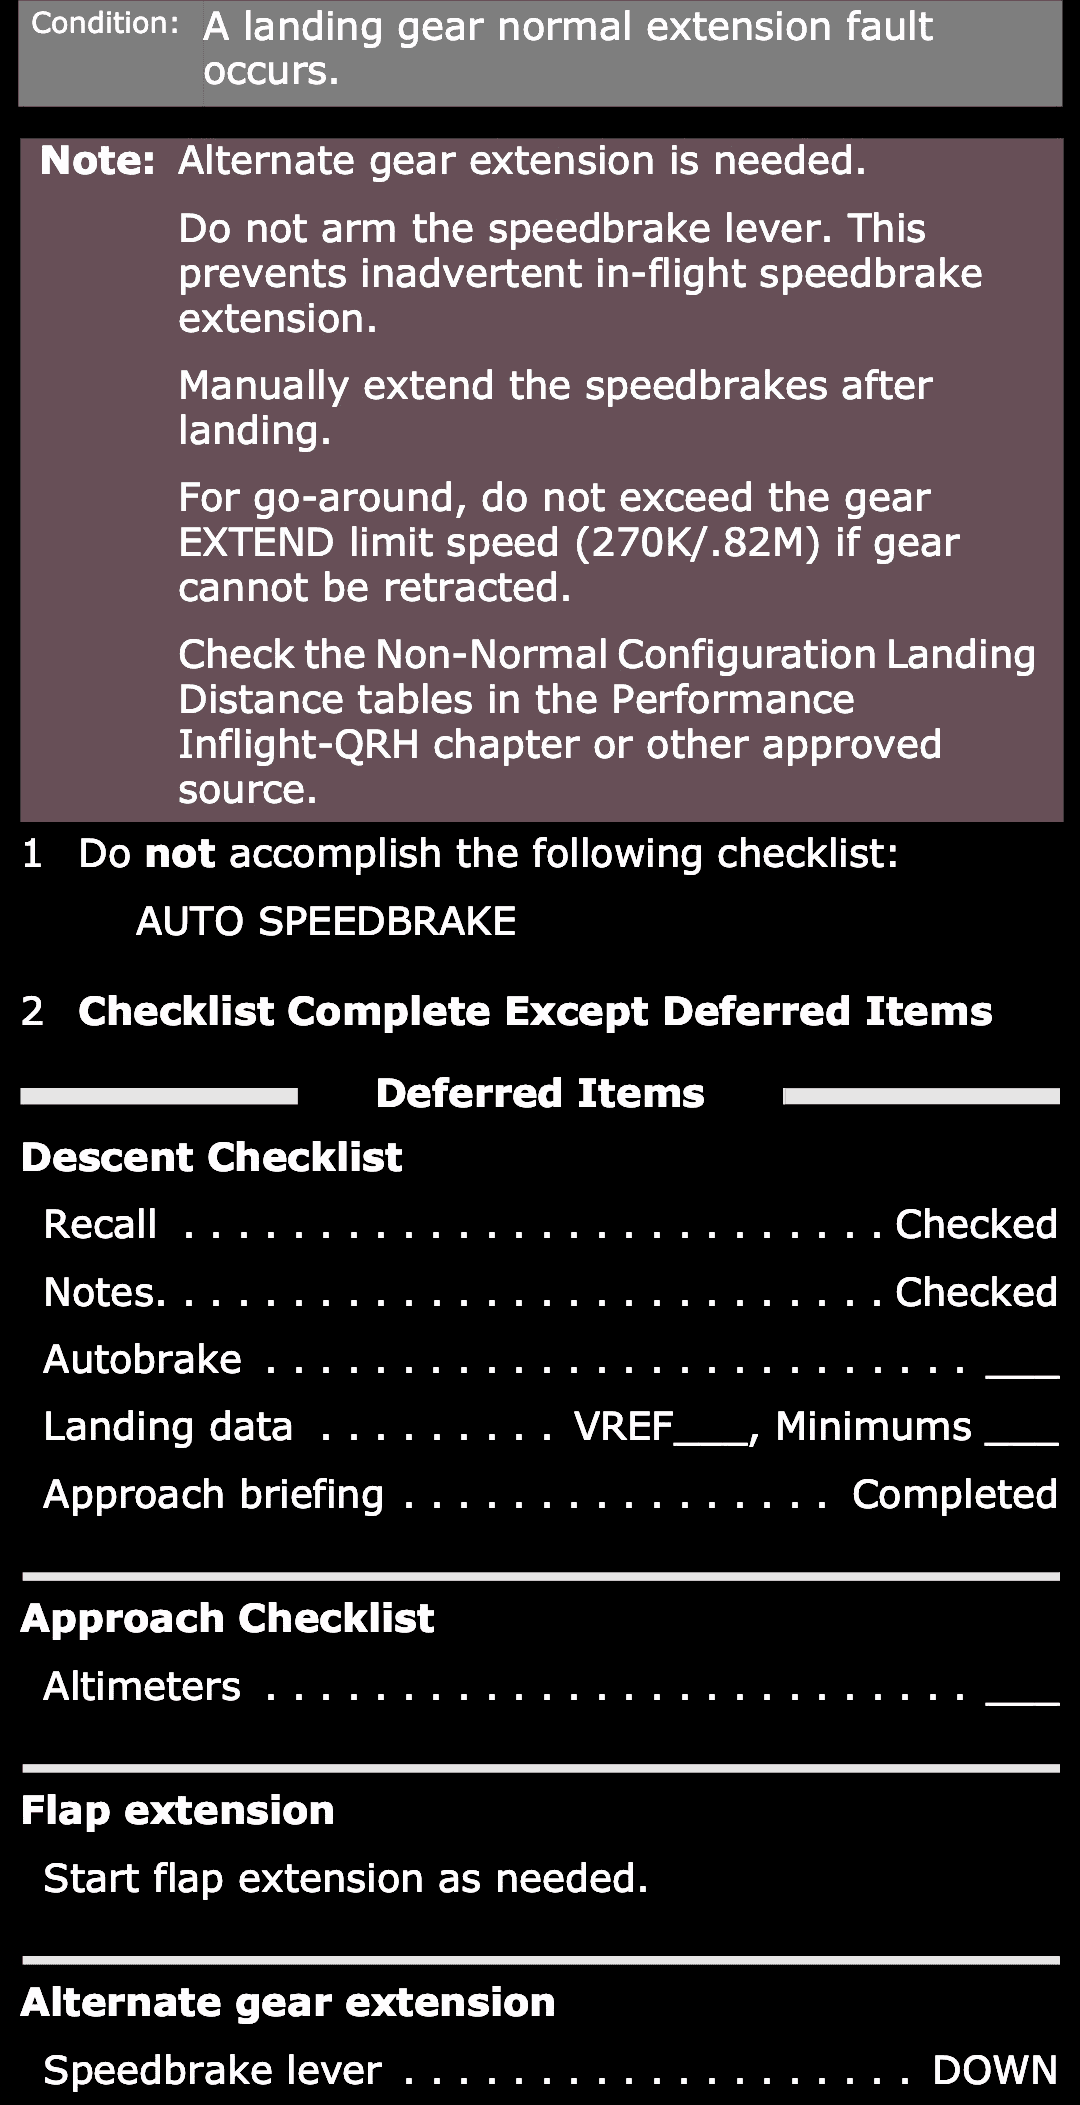 Condition: A landing gear normal extension fault
occurs.
Note: Alternate gear extension is needed.
Do not arm the speedbrake lever. This
prevents inadvertent in-flight speedbrake
extension.
Manually extend the speedbrakes after
landing.
For go-around, do not exceed the gear
EXTEND limit speed (270K/.82M) if gear
cannot be retracted.
Check the Non-Normal Configuration Landing
Distance tables in the Performance
Inflight-QRH chapter or other approved
source.
1 Do not accomplish the following checklist:
AUTO SPEEDBRAKE
2 Checklist Complete Except Deferred Items
Deferred Items
Descent Checklist
Recall . . . . . . . . . . . . . . . . . . . . . . . . . . Checked
Notes. . . . . . . . . . . . . . . . . . . . . . . . . . . Checked
Autobrake . . . . . . . . . . . . . . . . . . . . . . . . . . ___
Landing data . . . . . . . . . VREF___, Minimums ___
Approach briefing . . . . . . . . . . . . . . . . Completed
Approach Checklist
Altimeters . . . . . . . . . . . . . . . . . . . . . . . . . . ___
Flap extension
Start flap extension as needed.
Alternate gear extension
Speedbrake lever . . . . . . . . . . . . . . . . . . . DOWN